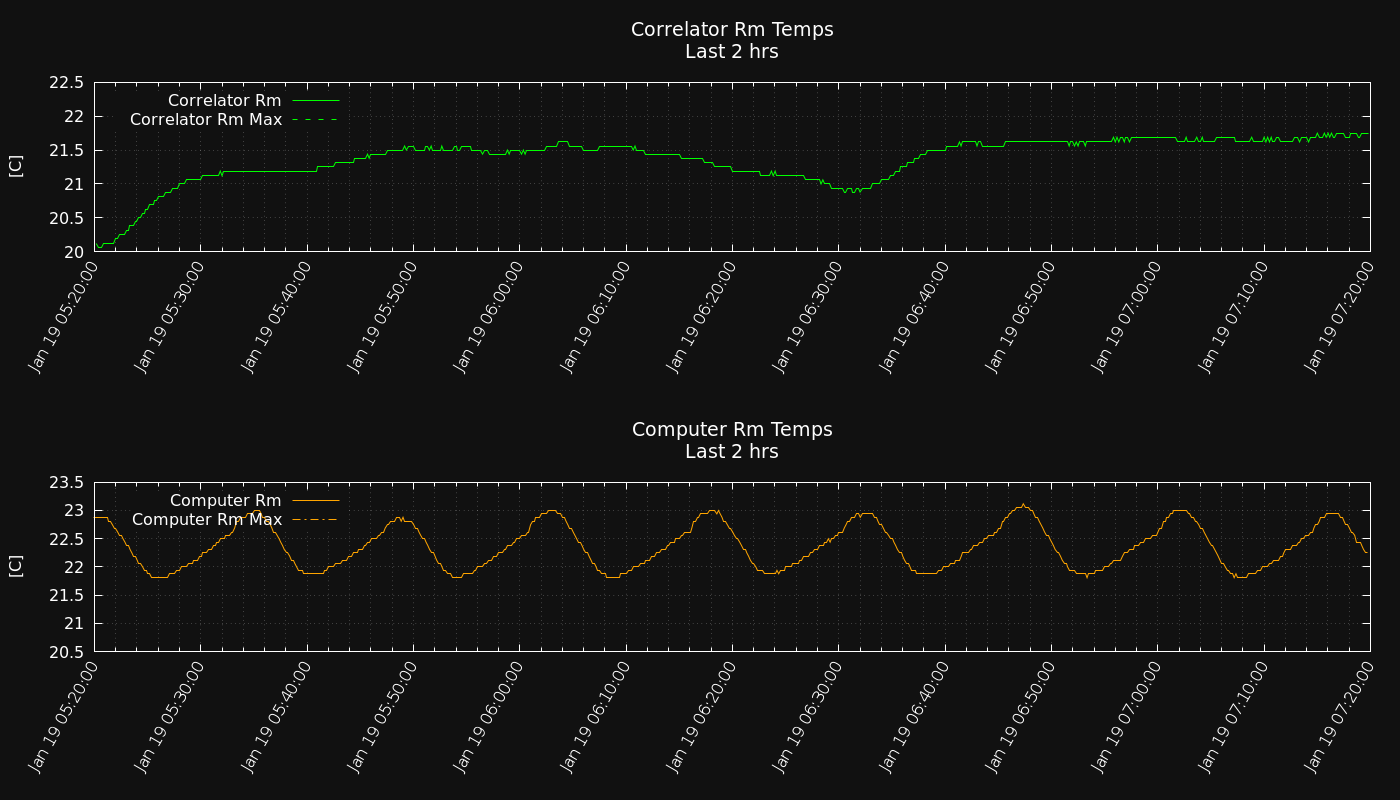 Correlator Rm Temps
Last 2 hrs
22.5
22
21.5
21
20.5
20
[C]
Correlator Rm
Correlator Rm Max
Jan 19 05:20:00
Jan 19 05:30:00
Jan 19 05:40:00
Jan 19 05:50:00
Jan 19 06:00:00
Jan 19 06:10:00
Jan 19 06:20:00
Jan 19 06:30:00
Jan 19 06:40:00
Jan 19 06:50:00
Jan 19 07:00:00
Jan 19 07:10:00
Jan 19 07:20:00
Computer Rm Temps
Last 2 hrs
23.5
23
22.5
22
21.5
21
20.5
[C]
Computer Rm
Computer Rm Max
Jan 19 05:20:00
Jan 19 05:30:00
Jan 19 05:40:00
Jan 19 05:50:00
Jan 19 06:00:00
Jan 19 06:10:00
Jan 19 06:20:00
Jan 19 06:30:00
Jan 19 06:40:00
Jan 19 06:50:00
Jan 19 07:00:00
Jan 19 07:10:00
Jan 19 07:20:00